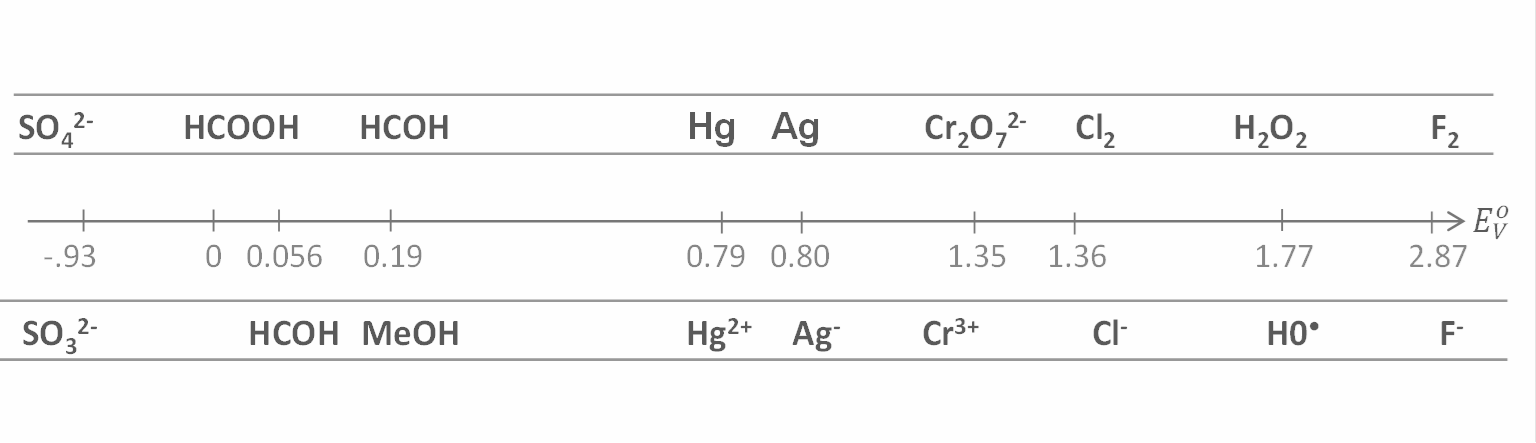 SO₄²⁻ HCOOH HCOH Hg Ag Cr₂O₇²⁻ Cl₂ H₂O₂ F₂
E°V
-.93 0 0.056 0.19 0.79 0.80 1.35 1.36 1.77 2.87
SO₃²⁻ HCOH MeOH Hg²⁺ Ag⁻ Cr³⁺ Cl⁻ H0• F⁻